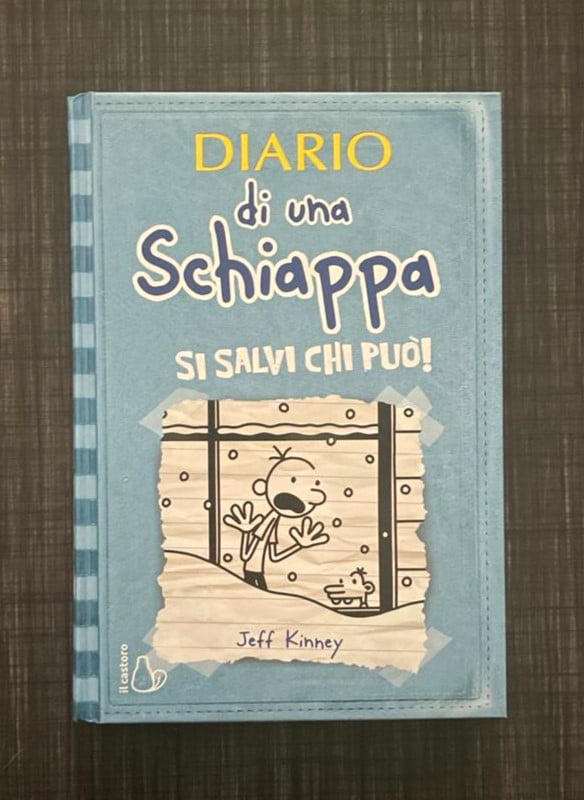 DIARIO
di una
Schiappa
SI SALVI CHI PUÒ!
Jeff Kinney
il castoro